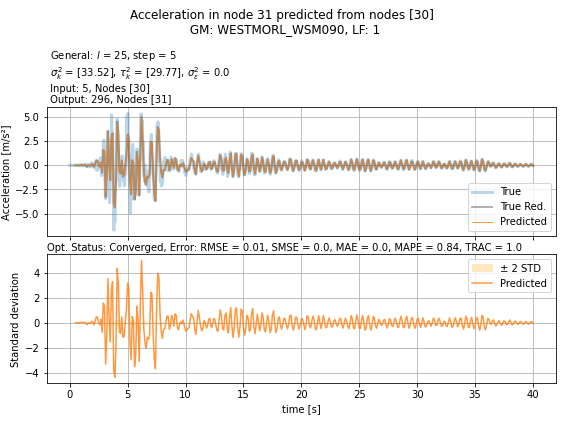 Acceleration in node 31 predicted from nodes [30]
GM: WESTMORL_WSM090, LF: 1
General: l = 25, step = 5
σ²ₖ = [33.52], τ²ₖ = [29.77], σ²ε = 0.0
Input: 5, Nodes [30]
Output: 296, Nodes [31]
Acceleration [m/s²]
5.0
2.5
0.0
−2.5
−5.0
True
True Red.
Predicted
Opt. Status: Converged, Error: RMSE = 0.01, SMSE = 0.0, MAE = 0.0, MAPE = 0.84, TRAC = 1.0
Standard deviation
4
2
0
−2
−4
± 2 STD
Predicted
0 5 10 15 20 25 30 35 40
time [s]